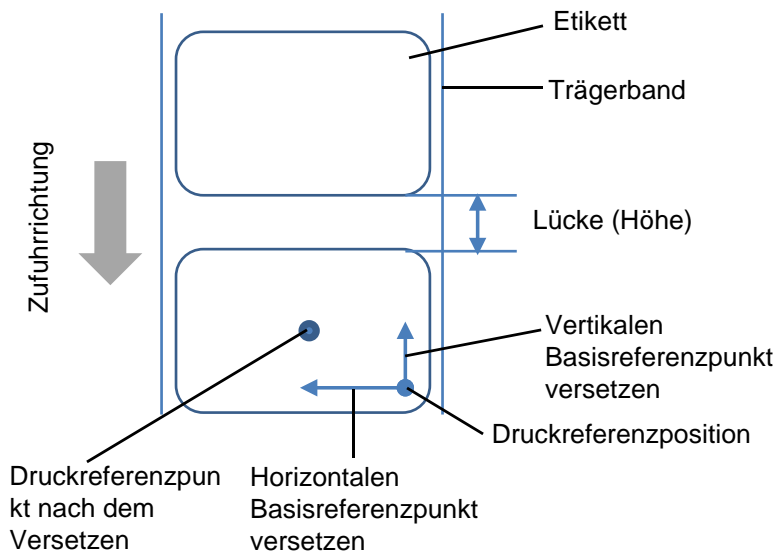 Etikett
Trägerband
Zufuhrrichtung
Lücke (Höhe)
Vertikalen
Basisreferenzpunkt
versetzen
Druckreferenzposition
Druckreferenzpun
kt nach dem
Versetzen
Horizontalen
Basisreferenzpunkt
versetzen